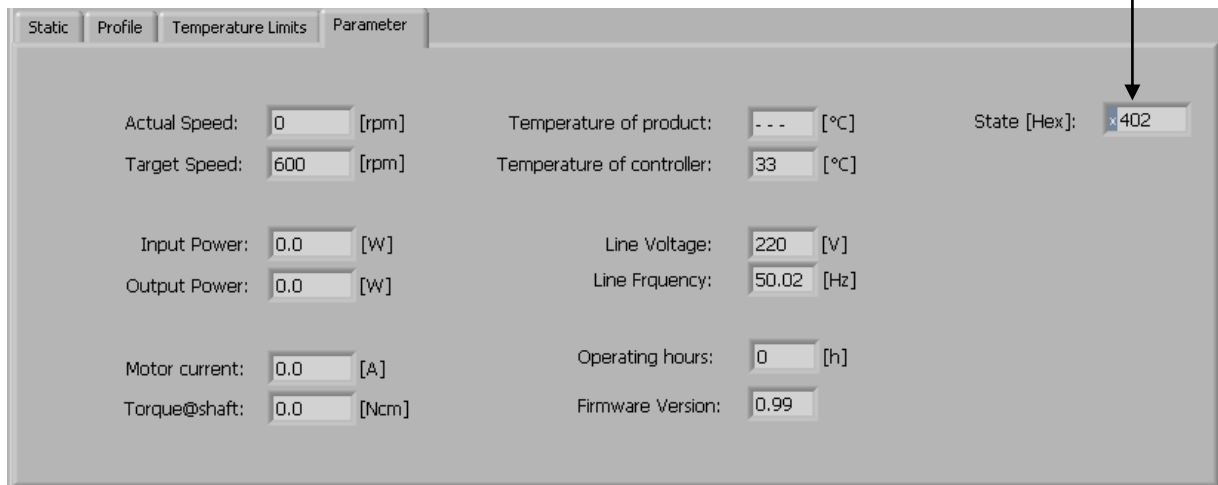 Static Profile Temperature Limits Parameter
Actual Speed: 0 [rpm] Temperature of product: - - - [°C] State [Hex]: x402
Target Speed: 600 [rpm] Temperature of controller: 33 [°C]
Input Power: 0.0 [W] Line Voltage: 220 [V]
Output Power: 0.0 [W] Line Frquency: 50.02 [Hz]
Motor current: 0.0 [A] Operating hours: 0 [h]
Torque@shaft: 0.0 [Ncm] Firmware Version: 0.99